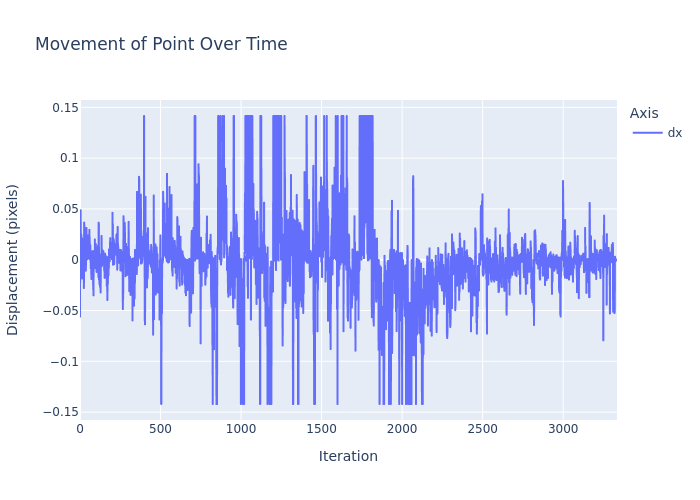 Movement of Point Over Time
Displacement (pixels)
0.15
0.1
0.05
0
−0.05
−0.1
−0.15
0
500
1000
1500
2000
2500
3000
Iteration
Axis
dx